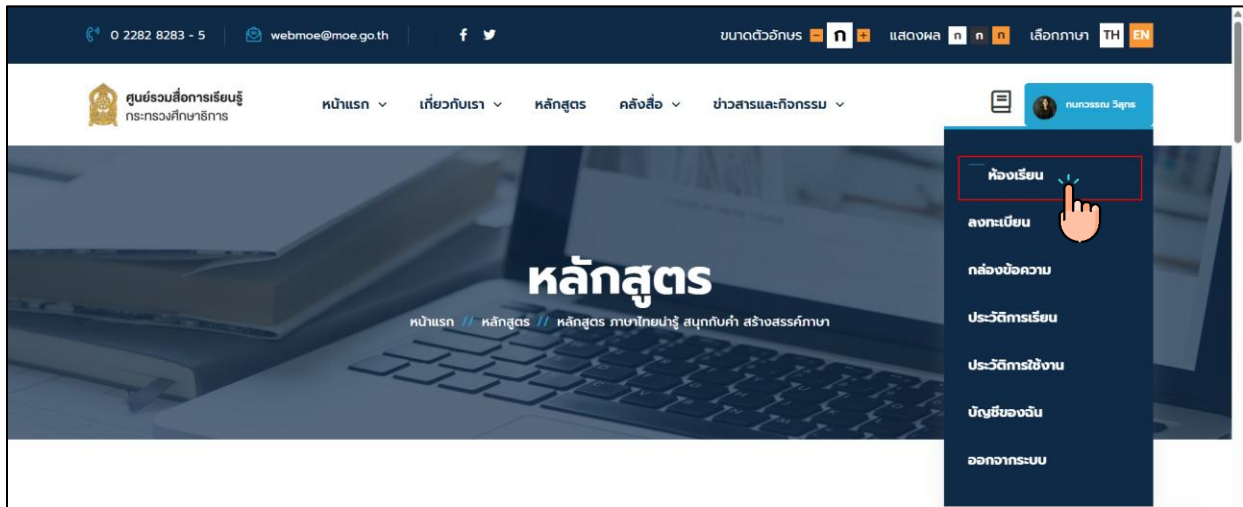 0 2282 8283 - 5 webmoe@moe.go.th ขนาดตัวอักษร - ก + แสดงผล ก ก ก เลือกภาษา TH EN
ศูนย์รวมสื่อการเรียนรู้
กระทรวงศึกษาธิการ
หน้าแรก เกี่ยวกับเรา หลักสูตร คลังสื่อ ข่าวสารและกิจกรรม
นกวรรณ วิสุทธ
ห้องเรียน
ลงทะเบียน
กล่องข้อความ
ประวัติการเรียน
ประวัติการใช้งาน
บัญชีของฉัน
ออกจากระบบ
หลักสูตร
หน้าแรก // หลักสูตร // หลักสูตร ภาษาไทยน่ารู้ สนุกกับคำ สร้างสรรค์ภาษา